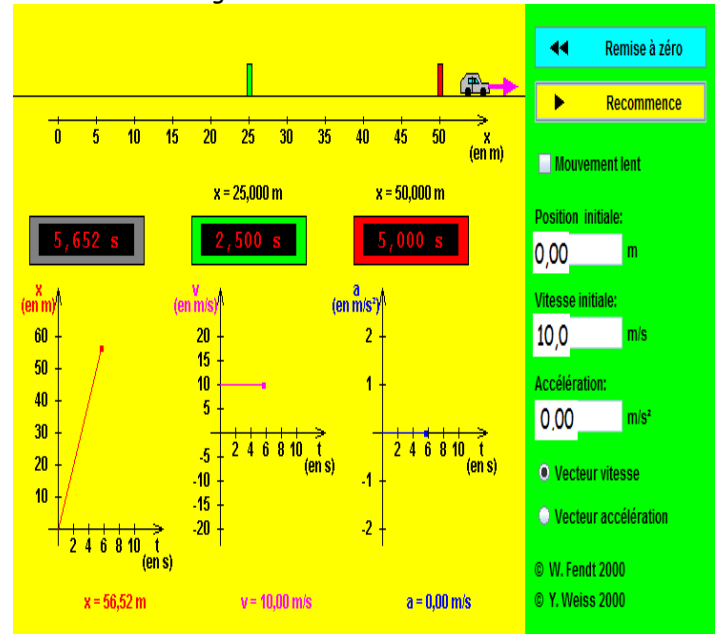 Remise à zéro
Recommence
0 5 10 15 20 25 30 35 40 45 50 x
(en m)
Mouvement lent
x = 25,000 m x = 50,000 m
5,652 s 2,500 s 5,000 s
Position initiale:
0,00 m
Vitesse initiale:
10,0 m/s
Accélération:
0,00 m/s²
Vecteur vitesse
Vecteur accélération
© W. Fendt 2000
© Y. Weiss 2000
x
(en m)
60
50
40
30
20
10
2 4 6 8 10 t
(en s)
v
(en m/s)
20
15
10
5
-5
-10
-15
-20
2 4 6 8 10 t
(en s)
a
(en m/s²)
2
1
-1
-2
2 4 6 8 10 t
(en s)
x = 56,52 m v = 10,00 m/s a = 0,00 m/s